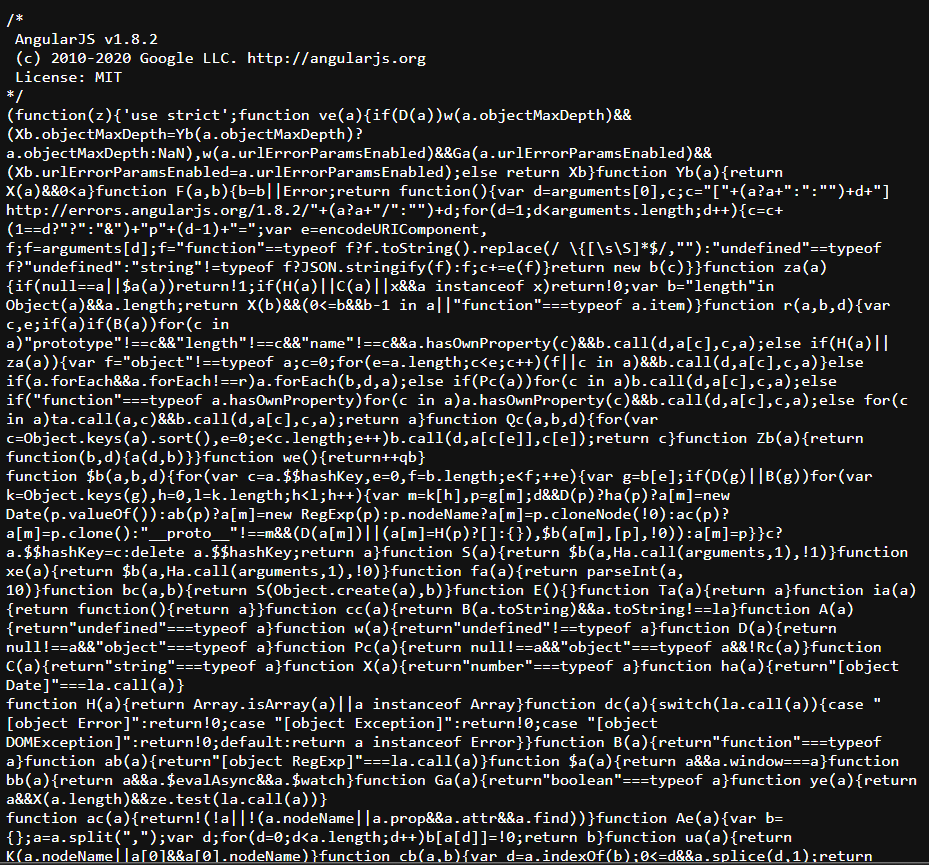 /*
 AngularJS v1.8.2
 (c) 2010-2020 Google LLC. http://angularjs.org
 License: MIT
*/
(function(z){'use strict';function ve(a){if(D(a))w(a.objectMaxDepth)&&
(Xb.objectMaxDepth=Yb(a.objectMaxDepth)?
a.objectMaxDepth:NaN),w(a.urlErrorParamsEnabled)&&Ga(a.urlErrorParamsEnabled)&&
(Xb.urlErrorParamsEnabled=a.urlErrorParamsEnabled);else return Xb}function Yb(a){return
X(a)&&0<a}function F(a,b){b=b||Error;return function(){var d=arguments[0],c;c="["+(a?a+":":"")+d+"]
http://errors.angularjs.org/1.8.2/"+(a?a+"/":"")+d;for(d=1;d<arguments.length;d++){c=c+
(1==d?"?":"&")+"p"+(d-1)+"=";var e=encodeURIComponent,
f;f=arguments[d];f="function"==typeof f?f.toString().replace(/ \{[\s\S]*$/,""):"undefined"==typeof
f?"undefined":"string"!=typeof f?JSON.stringify(f):f;c+=e(f)}return new b(c)}}function za(a)
{if(null==a||$a(a))return!1;if(H(a)||C(a)||x&&a instanceof x)return!0;var b="length"in
Object(a)&&a.length;return X(b)&&(0<=b&&b-1 in a||"function"===typeof a.item)}function r(a,b,d){var
c,e;if(a)if(B(a))for(c in
a)"prototype"!==c&&"length"!==c&&"name"!==c&&a.hasOwnProperty(c)&&b.call(d,a[c],c,a);else if(H(a)||
za(a)){var f="object"!==typeof a;c=0;for(e=a.length;c<e;c++)(f||c in a)&&b.call(d,a[c],c,a)}else
if(a.forEach&&a.forEach!==r)a.forEach(b,d,a);else if(Pc(a))for(c in a)b.call(d,a[c],c,a);else
if("function"===typeof a.hasOwnProperty)for(c in a)a.hasOwnProperty(c)&&b.call(d,a[c],c,a);else for(c
in a)ta.call(a,c)&&b.call(d,a[c],c,a);return a}function Qc(a,b,d){for(var
c=Object.keys(a).sort(),e=0;e<c.length;e++)b.call(d,a[c[e]],c[e]);return c}function Zb(a){return
function(b,d){a(d,b)}}function we(){return++qb}
function $b(a,b,d){for(var c=a.$$hashKey,e=0,f=b.length;e<f;++e){var g=b[e];if(D(g)||B(g))for(var
k=Object.keys(g),h=0,l=k.length;h<l;h++){var m=k[h],p=g[m];d&&D(p)?ha(p)?a[m]=new
Date(p.valueOf()):ab(p)?a[m]=new RegExp(p):p.nodeName?a[m]=p.cloneNode(!0):ac(p)?
a[m]=p.clone():"__proto__"!==m&&(D(a[m])||(a[m]=H(p)?[]:{}),$b(a[m],[p],!0)):a[m]=p}}c?
a.$$hashKey=c:delete a.$$hashKey;return a}function S(a){return $b(a,Ha.call(arguments,1),!1)}function
xe(a){return $b(a,Ha.call(arguments,1),!0)}function fa(a){return parseInt(a,
10)}function bc(a,b){return S(Object.create(a),b)}function E(){}function Ta(a){return a}function ia(a)
{return function(){return a}}function cc(a){return B(a.toString)&&a.toString!==la}function A(a)
{return"undefined"===typeof a}function w(a){return"undefined"!==typeof a}function D(a){return
null!==a&&"object"===typeof a}function Pc(a){return null!==a&&"object"===typeof a&&!Rc(a)}function
C(a){return"string"===typeof a}function X(a){return"number"===typeof a}function ha(a){return"[object
Date]"===la.call(a)}
function H(a){return Array.isArray(a)||a instanceof Array}function dc(a){switch(la.call(a)){case "
[object Error]":return!0;case "[object Exception]":return!0;case "[object
DOMException]":return!0;default:return a instanceof Error}}function B(a){return"function"===typeof
a}function ab(a){return"[object RegExp]"===la.call(a)}function $a(a){return a&&a.window===a}function
bb(a){return a&&a.$evalAsync&&a.$watch}function Ga(a){return"boolean"===typeof a}function ye(a){return
a&&X(a.length)&&ze.test(la.call(a))}
function ac(a){return!(!a||!(a.nodeName||a.prop&&a.attr&&a.find))}function Ae(a){var b=
{};a=a.split(",");var d;for(d=0;d<a.length;d++)b[a[d]]=!0;return b}function ua(a){return
K(a.nodeName||a[0]&&a[0].nodeName)}function cb(a,b){var d=a.indexOf(b);0<=d&&a.splice(d,1);return